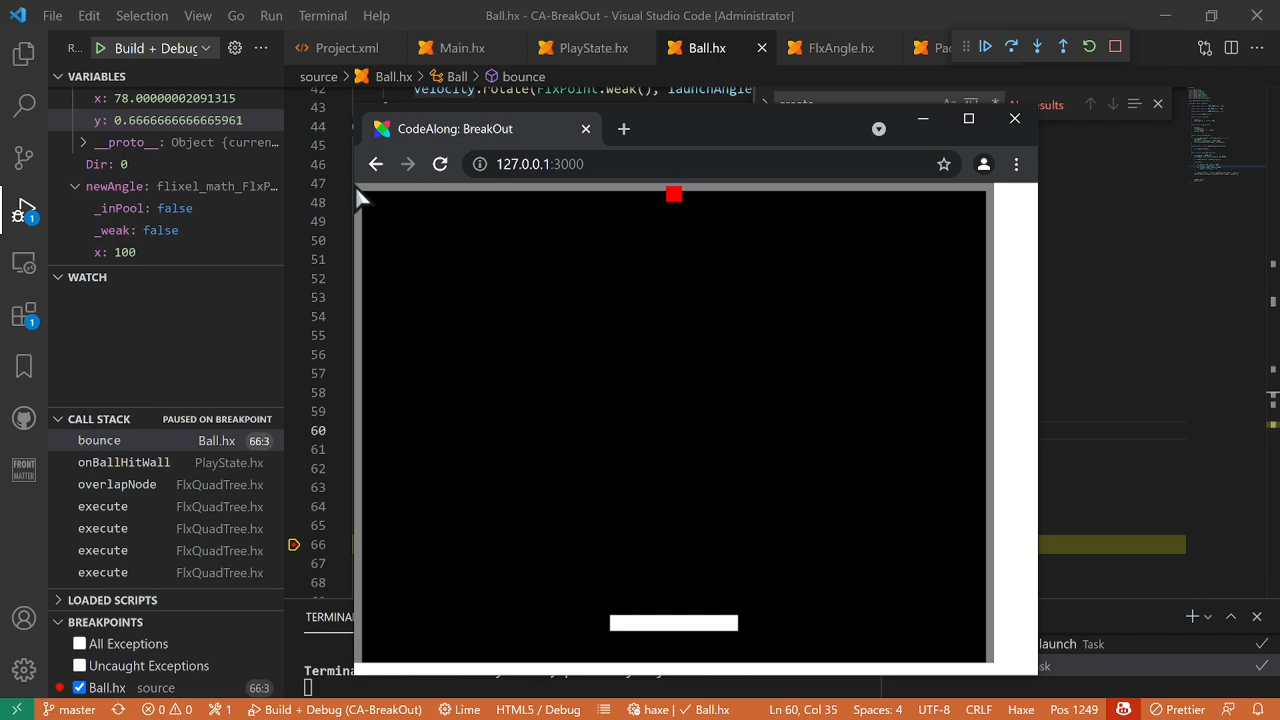 File Edit Selection View Go Run Terminal Help
Ball.hx - CA-BreakOut - Visual Studio Code [Administrator]
R... Build + Debug
Project.xml Main.hx PlayState.hx Ball.hx FlxAngle.hx
source > Ball.hx > Ball > bounce
VARIABLES
x: 78.00000002091315
y: 0.6666666666665961
__proto__: Object {curren…
Dir: 0
newAngle: flixel_math_FlxP…
_inPool: false
_weak: false
x: 100
WATCH
CALL STACK PAUSED ON BREAKPOINT
bounce Ball.hx 66:3
onBallHitWall PlayState.hx
overlapNode FlxQuadTree.hx
execute FlxQuadTree.hx
execute FlxQuadTree.hx
execute FlxQuadTree.hx
execute FlxQuadTree.hx
LOADED SCRIPTS
BREAKPOINTS
All Exceptions
Uncaught Exceptions
Ball.hx source 66:3
1
1
FRONT
MATTER
42
43
44
45
46
47
48
49
50
51
52
53
54
55
56
57
58
59
60
61
62
63
64
65
66
67
68
CodeAlong: BreakOut
127.0.0.1:3000
TERMINA
launch Task
sk
master 0 0 1 Build + Debug (CA-BreakOut) Lime HTML5 / Debug haxe | Ball.hx Ln 60, Col 35 Spaces: 4 UTF-8 CRLF Haxe Pos 1249 Prettier